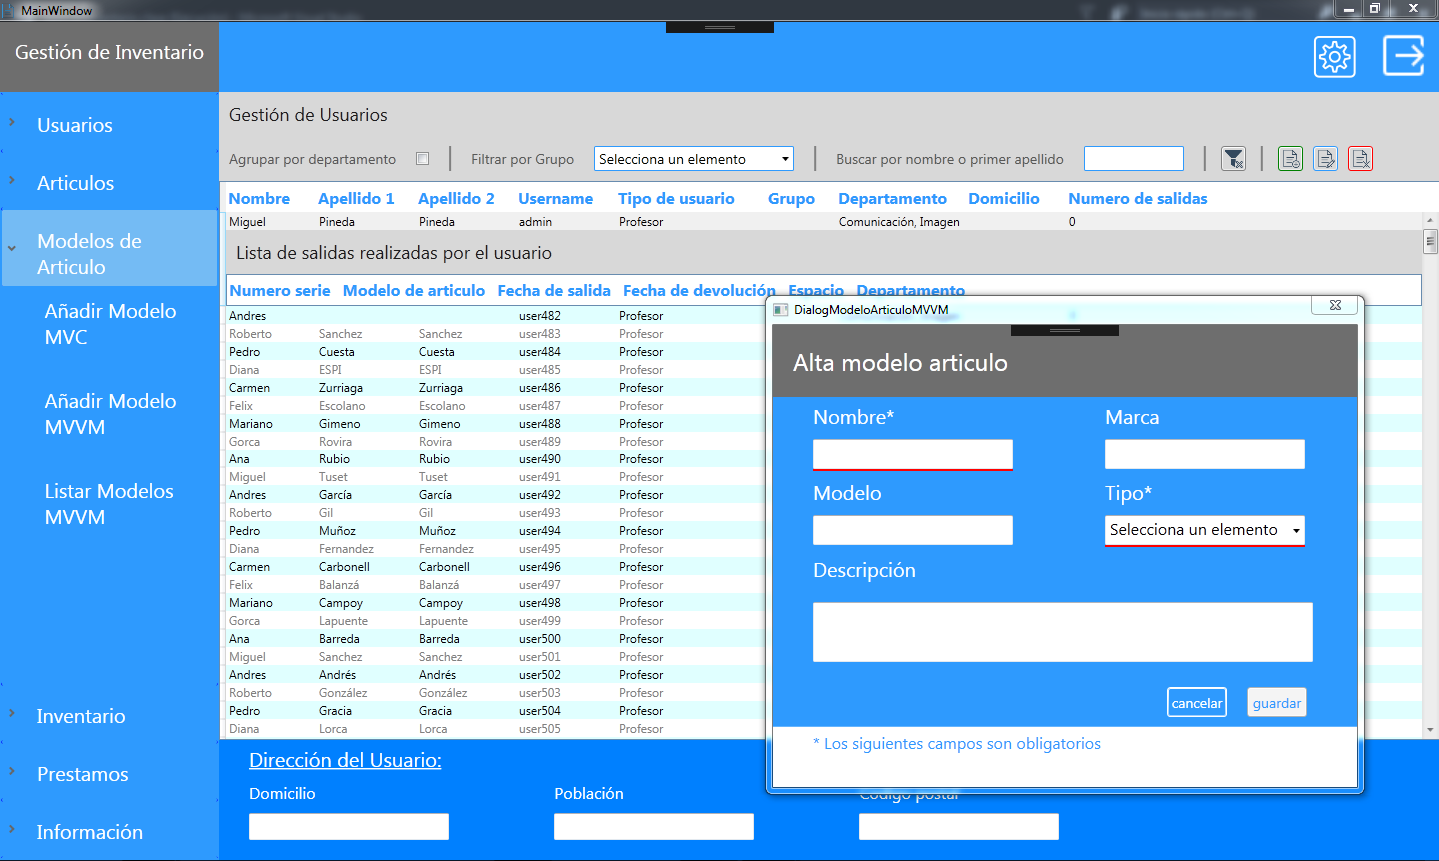 MainWindow
Gestión de Inventario
Usuarios
Articulos
Modelos de
Articulo
Añadir Modelo
MVC
Añadir Modelo
MVVM
Listar Modelos
MVVM
Inventario
Prestamos
Información
Gestión de Usuarios
Agrupar por departamento Filtrar por Grupo Selecciona un elemento Buscar por nombre o primer apellido
Nombre Apellido 1 Apellido 2 Username Tipo de usuario Grupo Departamento Domicilio Numero de salidas
Miguel Pineda Pineda admin Profesor Comunicación, Imagen 0
Lista de salidas realizadas por el usuario
Numero serie Modelo de articulo Fecha de salida Fecha de devolución Espacio Departamento
Andres user482 Profesor
Roberto Sanchez Sanchez user483 Profesor
Pedro Cuesta Cuesta user484 Profesor
Diana ESPI ESPI user485 Profesor
Carmen Zurriaga Zurriaga user486 Profesor
Felix Escolano Escolano user487 Profesor
Mariano Gimeno Gimeno user488 Profesor
Gorca Rovira Rovira user489 Profesor
Ana Rubio Rubio user490 Profesor
Miguel Tuset Tuset user491 Profesor
Andres García García user492 Profesor
Roberto Gil Gil user493 Profesor
Pedro Muñoz Muñoz user494 Profesor
Diana Fernandez Fernandez user495 Profesor
Carmen Carbonell Carbonell user496 Profesor
Felix Balanzá Balanzá user497 Profesor
Mariano Campoy Campoy user498 Profesor
Gorca Lapuente Lapuente user499 Profesor
Ana Barreda Barreda user500 Profesor
Miguel Sanchez Sanchez user501 Profesor
Andres Andrés Andrés user502 Profesor
Roberto González González user503 Profesor
Pedro Gracia Gracia user504 Profesor
Diana Lorca Lorca user505 Profesor
Dirección del Usuario:
Domicilio Población Código postal
DialogModeloArticuloMVVM
Alta modelo articulo
Nombre* Marca
Modelo Tipo*
Selecciona un elemento
Descripción
cancelar guardar
* Los siguientes campos son obligatorios